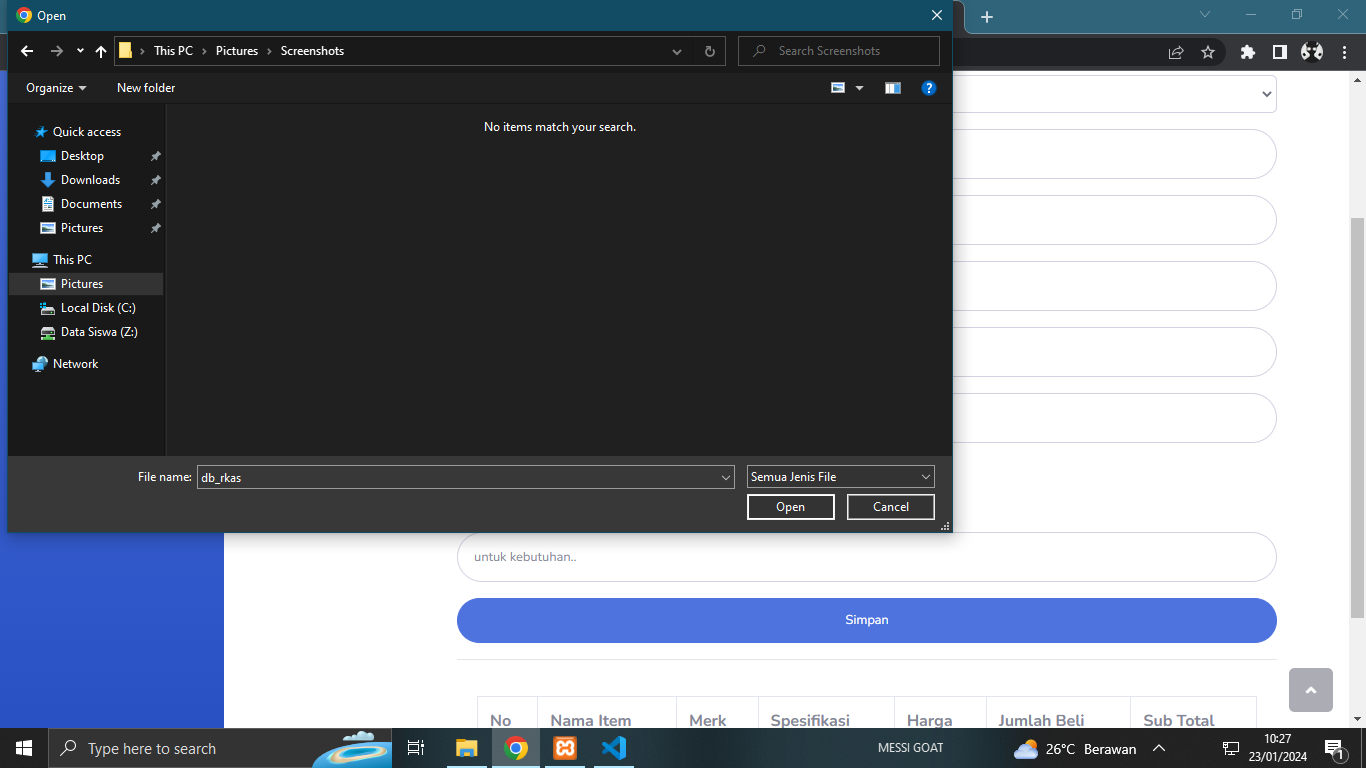 Open
This PC
Pictures
Screenshots
Search Screenshots
Organize
New folder
Quick access
Desktop
Downloads
Documents
Pictures
This PC
Pictures
Local Disk (C:)
Data Siswa (Z:)
Network
No items match your search.
File name:
db_rkas
Semua Jenis File
Open
Cancel
untuk kebutuhan..
Simpan
No
Nama Item
Merk
Spesifikasi
Harga
Jumlah Beli
Sub Total
Type here to search
MESSI GOAT
26°C Berawan
10:27
23/01/2024
1